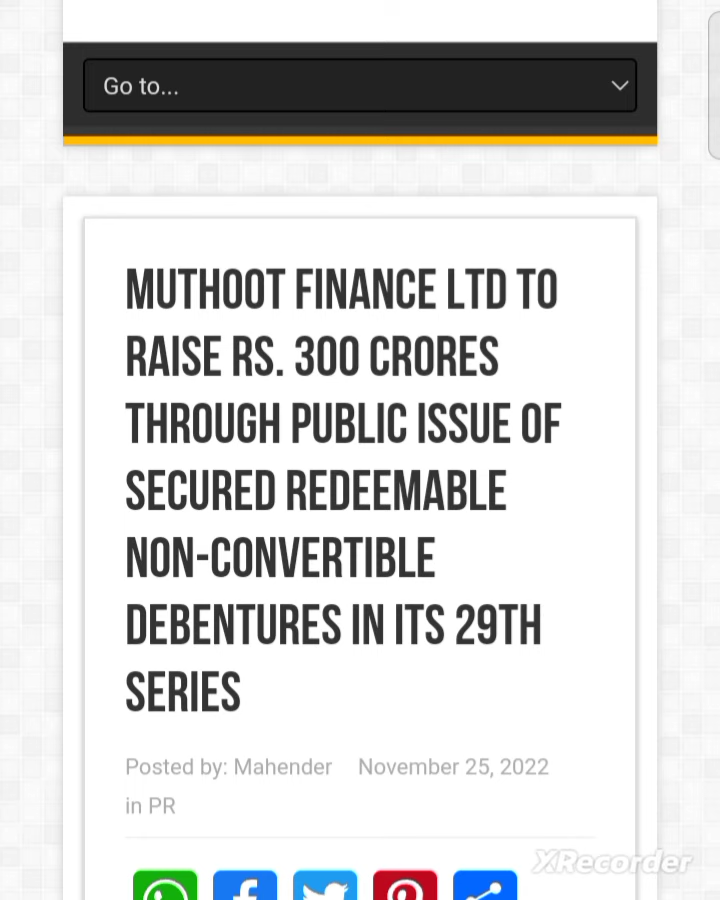 Go to...
MUTHOOT FINANCE LTD TO
RAISE RS. 300 CRORES
THROUGH PUBLIC ISSUE OF
SECURED REDEEMABLE
NON-CONVERTIBLE
DEBENTURES IN ITS 29TH
SERIES
Posted by: Mahender November 25, 2022
in PR
XRecorder